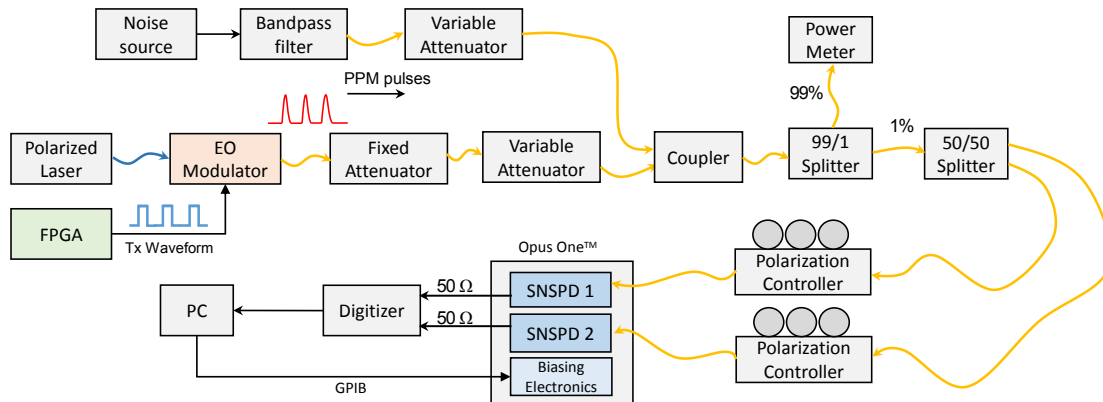 Noise
source
Bandpass
filter
Variable
Attenuator
Power
Meter
PPM pulses
99%
Polarized
Laser
EO
Modulator
Fixed
Attenuator
Variable
Attenuator
Coupler
99/1
Splitter
1%
50/50
Splitter
FPGA
Tx Waveform
Opus One™
Polarization
Controller
PC
Digitizer
50 Ω
50 Ω
SNSPD 1
SNSPD 2
Biasing
Electronics
GPIB
Polarization
Controller